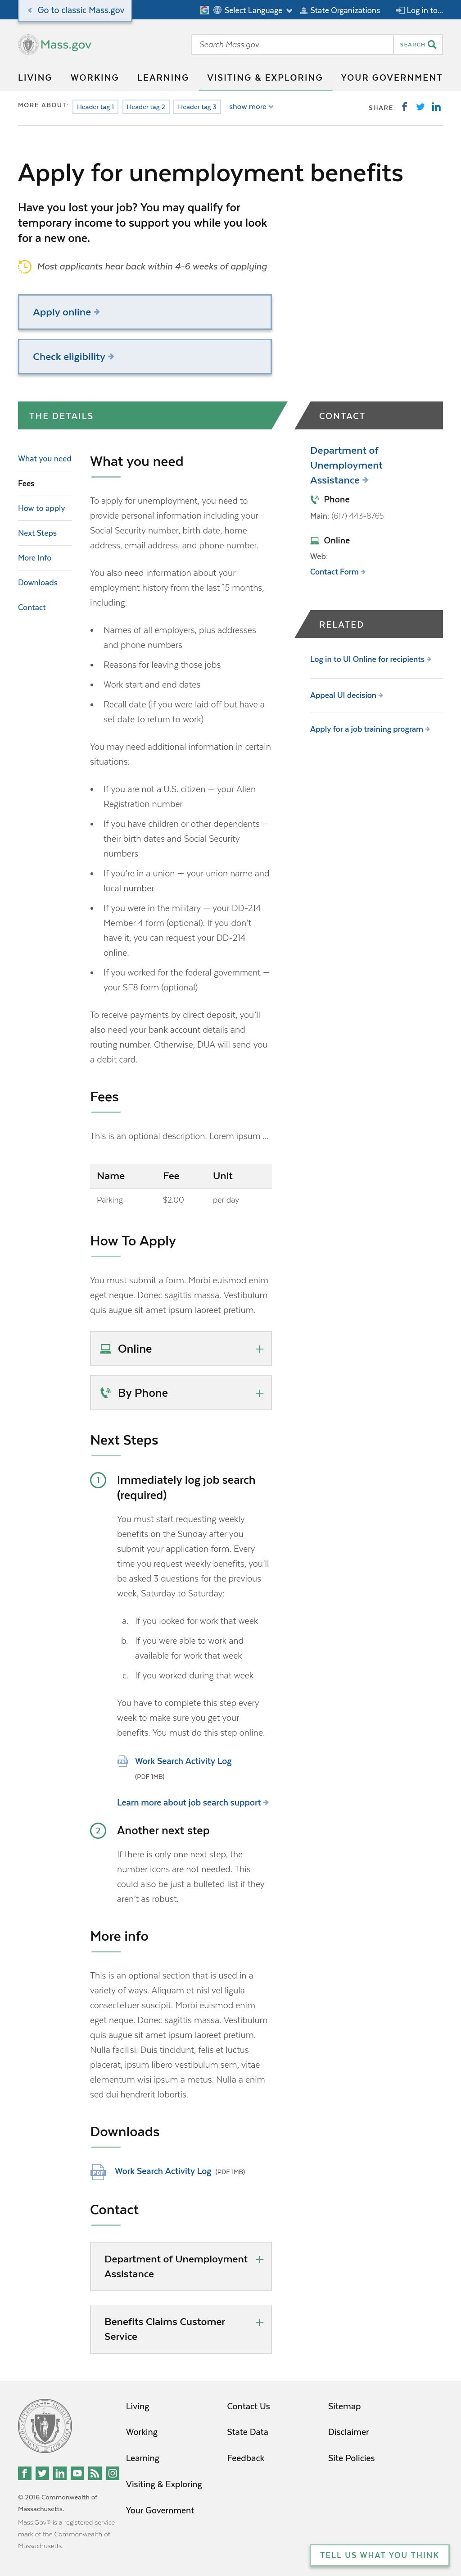 Go to classic Mass.gov
Select Language
State Organizations
Log in to...
Mass.gov
Search Mass.gov
SEARCH
LIVING
WORKING
LEARNING
VISITING & EXPLORING
YOUR GOVERNMENT
MORE ABOUT:
Header tag 1
Header tag 2
Header tag 3
show more
SHARE:
Apply for unemployment benefits
Have you lost your job? You may qualify for
temporary income to support you while you look
for a new one.
Most applicants hear back within 4-6 weeks of applying
Apply online
Check eligibility
THE DETAILS
What you need
Fees
How to apply
Next Steps
More Info
Downloads
Contact
What you need
To apply for unemployment, you need to
provide personal information including your
Social Security number, birth date, home
address, email address, and phone number.
You also need information about your
employment history from the last 15 months,
including:
• Names of all employers, plus addresses
and phone numbers
• Reasons for leaving those jobs
• Work start and end dates
• Recall date (if you were laid off but have a
set date to return to work)
You may need additional information in certain
situations:
• If you are not a U.S. citizen — your Alien
Registration number
• If you have children or other dependents —
their birth dates and Social Security
numbers
• If you're in a union — your union name and
local number
• If you were in the military — your DD-214
Member 4 form (optional). If you don't
have it, you can request your DD-214
online.
• If you worked for the federal government —
your SF8 form (optional)
To receive payments by direct deposit, you'll
also need your bank account details and
routing number. Otherwise, DUA will send you
a debit card.
Fees
This is an optional description. Lorem ipsum ...
Name Fee Unit
Parking $2.00 per day
How To Apply
You must submit a form. Morbi euismod enim
eget neque. Donec sagittis massa. Vestibulum
quis augue sit amet ipsum laoreet pretium.
Online
By Phone
Next Steps
1 Immediately log job search
(required)
You must start requesting weekly
benefits on the Sunday after you
submit your application form. Every
time you request weekly benefits, you'll
be asked 3 questions for the previous
week, Saturday to Saturday:
a. If you looked for work that week
b. If you were able to work and
available for work that week
c. If you worked during that week
You have to complete this step every
week to make sure you get your
benefits. You must do this step online.
Work Search Activity Log
(PDF 1MB)
Learn more about job search support
2 Another next step
If there is only one next step, the
number icons are not needed. This
could also be just a bulleted list if they
aren't as robust.
More info
This is an optional section that is used in a
variety of ways. Aliquam et nisl vel ligula
consectetuer suscipit. Morbi euismod enim
eget neque. Donec sagittis massa. Vestibulum
quis augue sit amet ipsum laoreet pretium.
Nulla facilisi. Duis tincidunt, felis et luctus
placerat, ipsum libero vestibulum sem, vitae
elementum wisi ipsum a metus. Nulla a enim
sed dui hendrerit lobortis.
Downloads
PDF
Work Search Activity Log (PDF 1MB)
Contact
Department of Unemployment
Assistance
Benefits Claims Customer
Service
CONTACT
Department of
Unemployment
Assistance
Phone
Main: (617) 443-8765
Online
Web:
Contact Form
RELATED
Log in to UI Online for recipients
Appeal UI decision
Apply for a job training program
Living
Working
Learning
Visiting & Exploring
Your Government
Contact Us
State Data
Feedback
Sitemap
Disclaimer
Site Policies
© 2016 Commonwealth of
Massachusetts.
Mass.Gov® is a registered service
mark of the Commonwealth of
Massachusetts.
TELL US WHAT YOU THINK